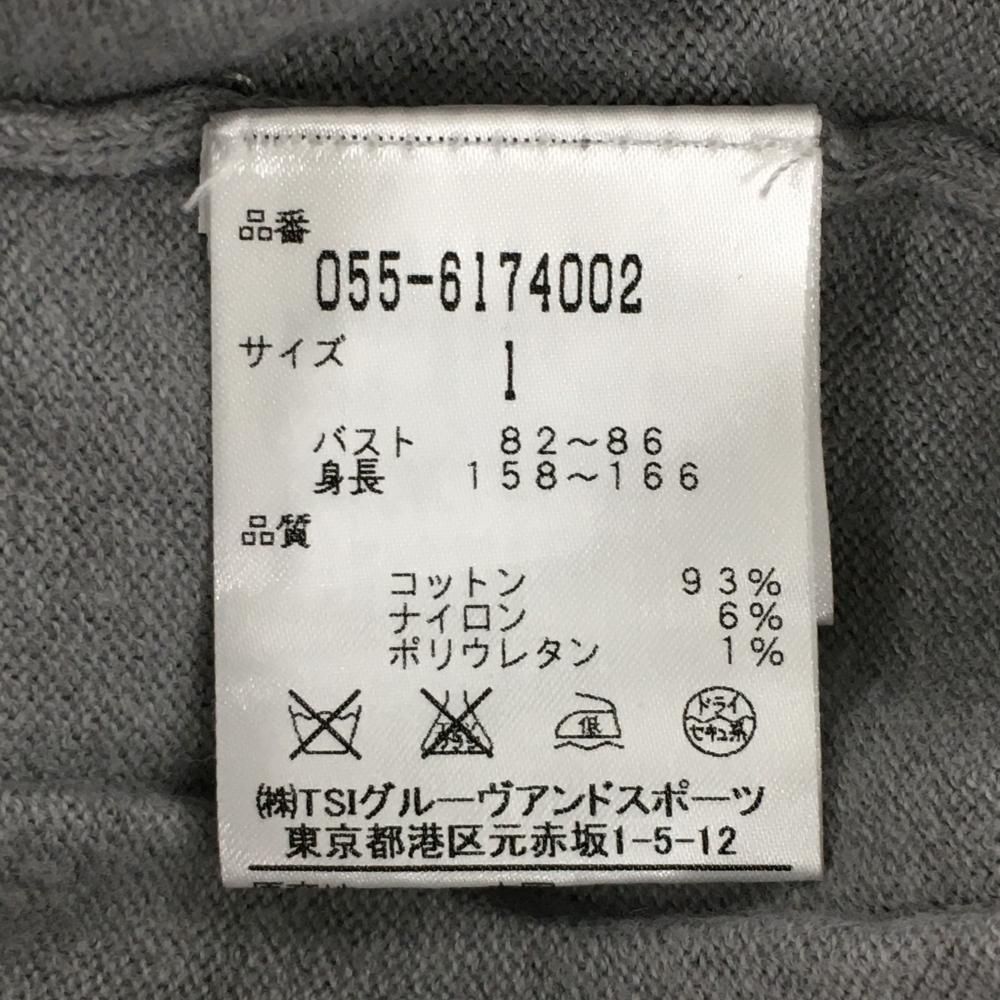 品番
055-6174002
サイズ
1
バスト 82～86
身長 158～166
品質
コットン 93%
ナイロン 6%
ポリウレタン 1%
低 ドライ
セキユ系
㈱TSIグルーヴアンドスポーツ
東京都港区元赤坂1-5-12